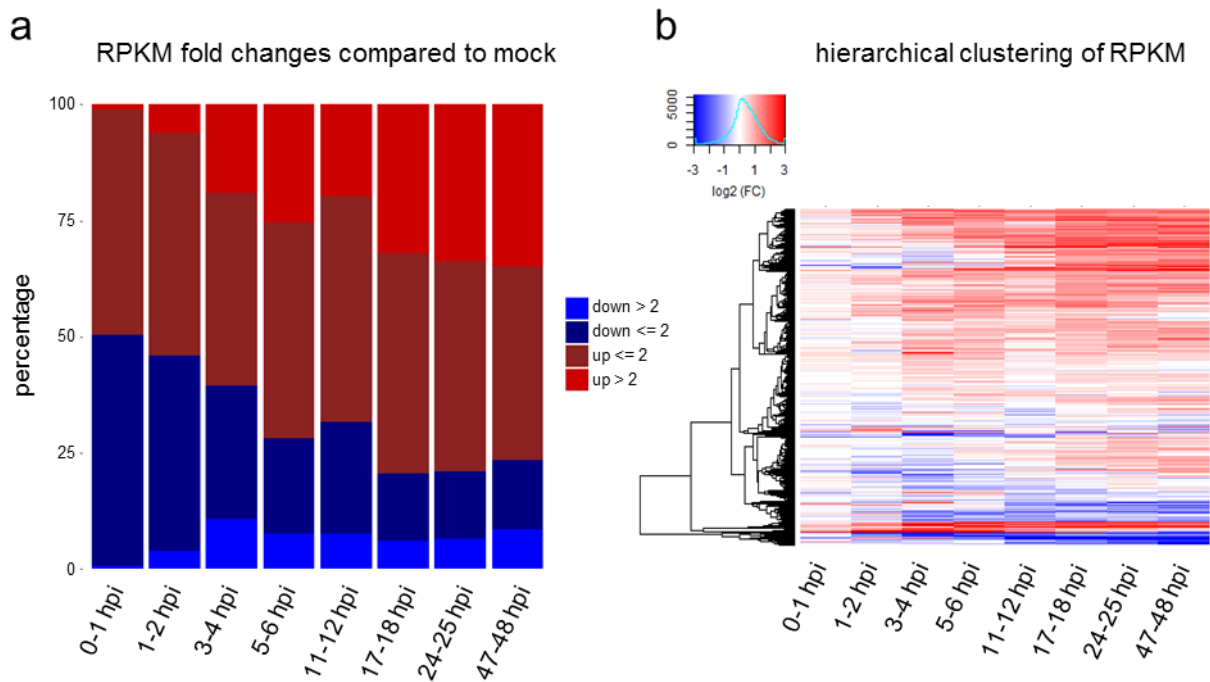 a
RPKM fold changes compared to mock
percentage
100
75
50
25
0
0-1 hpi
1-2 hpi
3-4 hpi
5-6 hpi
11-12 hpi
17-18 hpi
24-25 hpi
47-48 hpi
down > 2
down <= 2
up <= 2
up > 2
b
hierarchical clustering of RPKM
5000
0
-3 -1 1 3
log2 (FC)
0-1 hpi
1-2 hpi
3-4 hpi
5-6 hpi
11-12 hpi
17-18 hpi
24-25 hpi
47-48 hpi